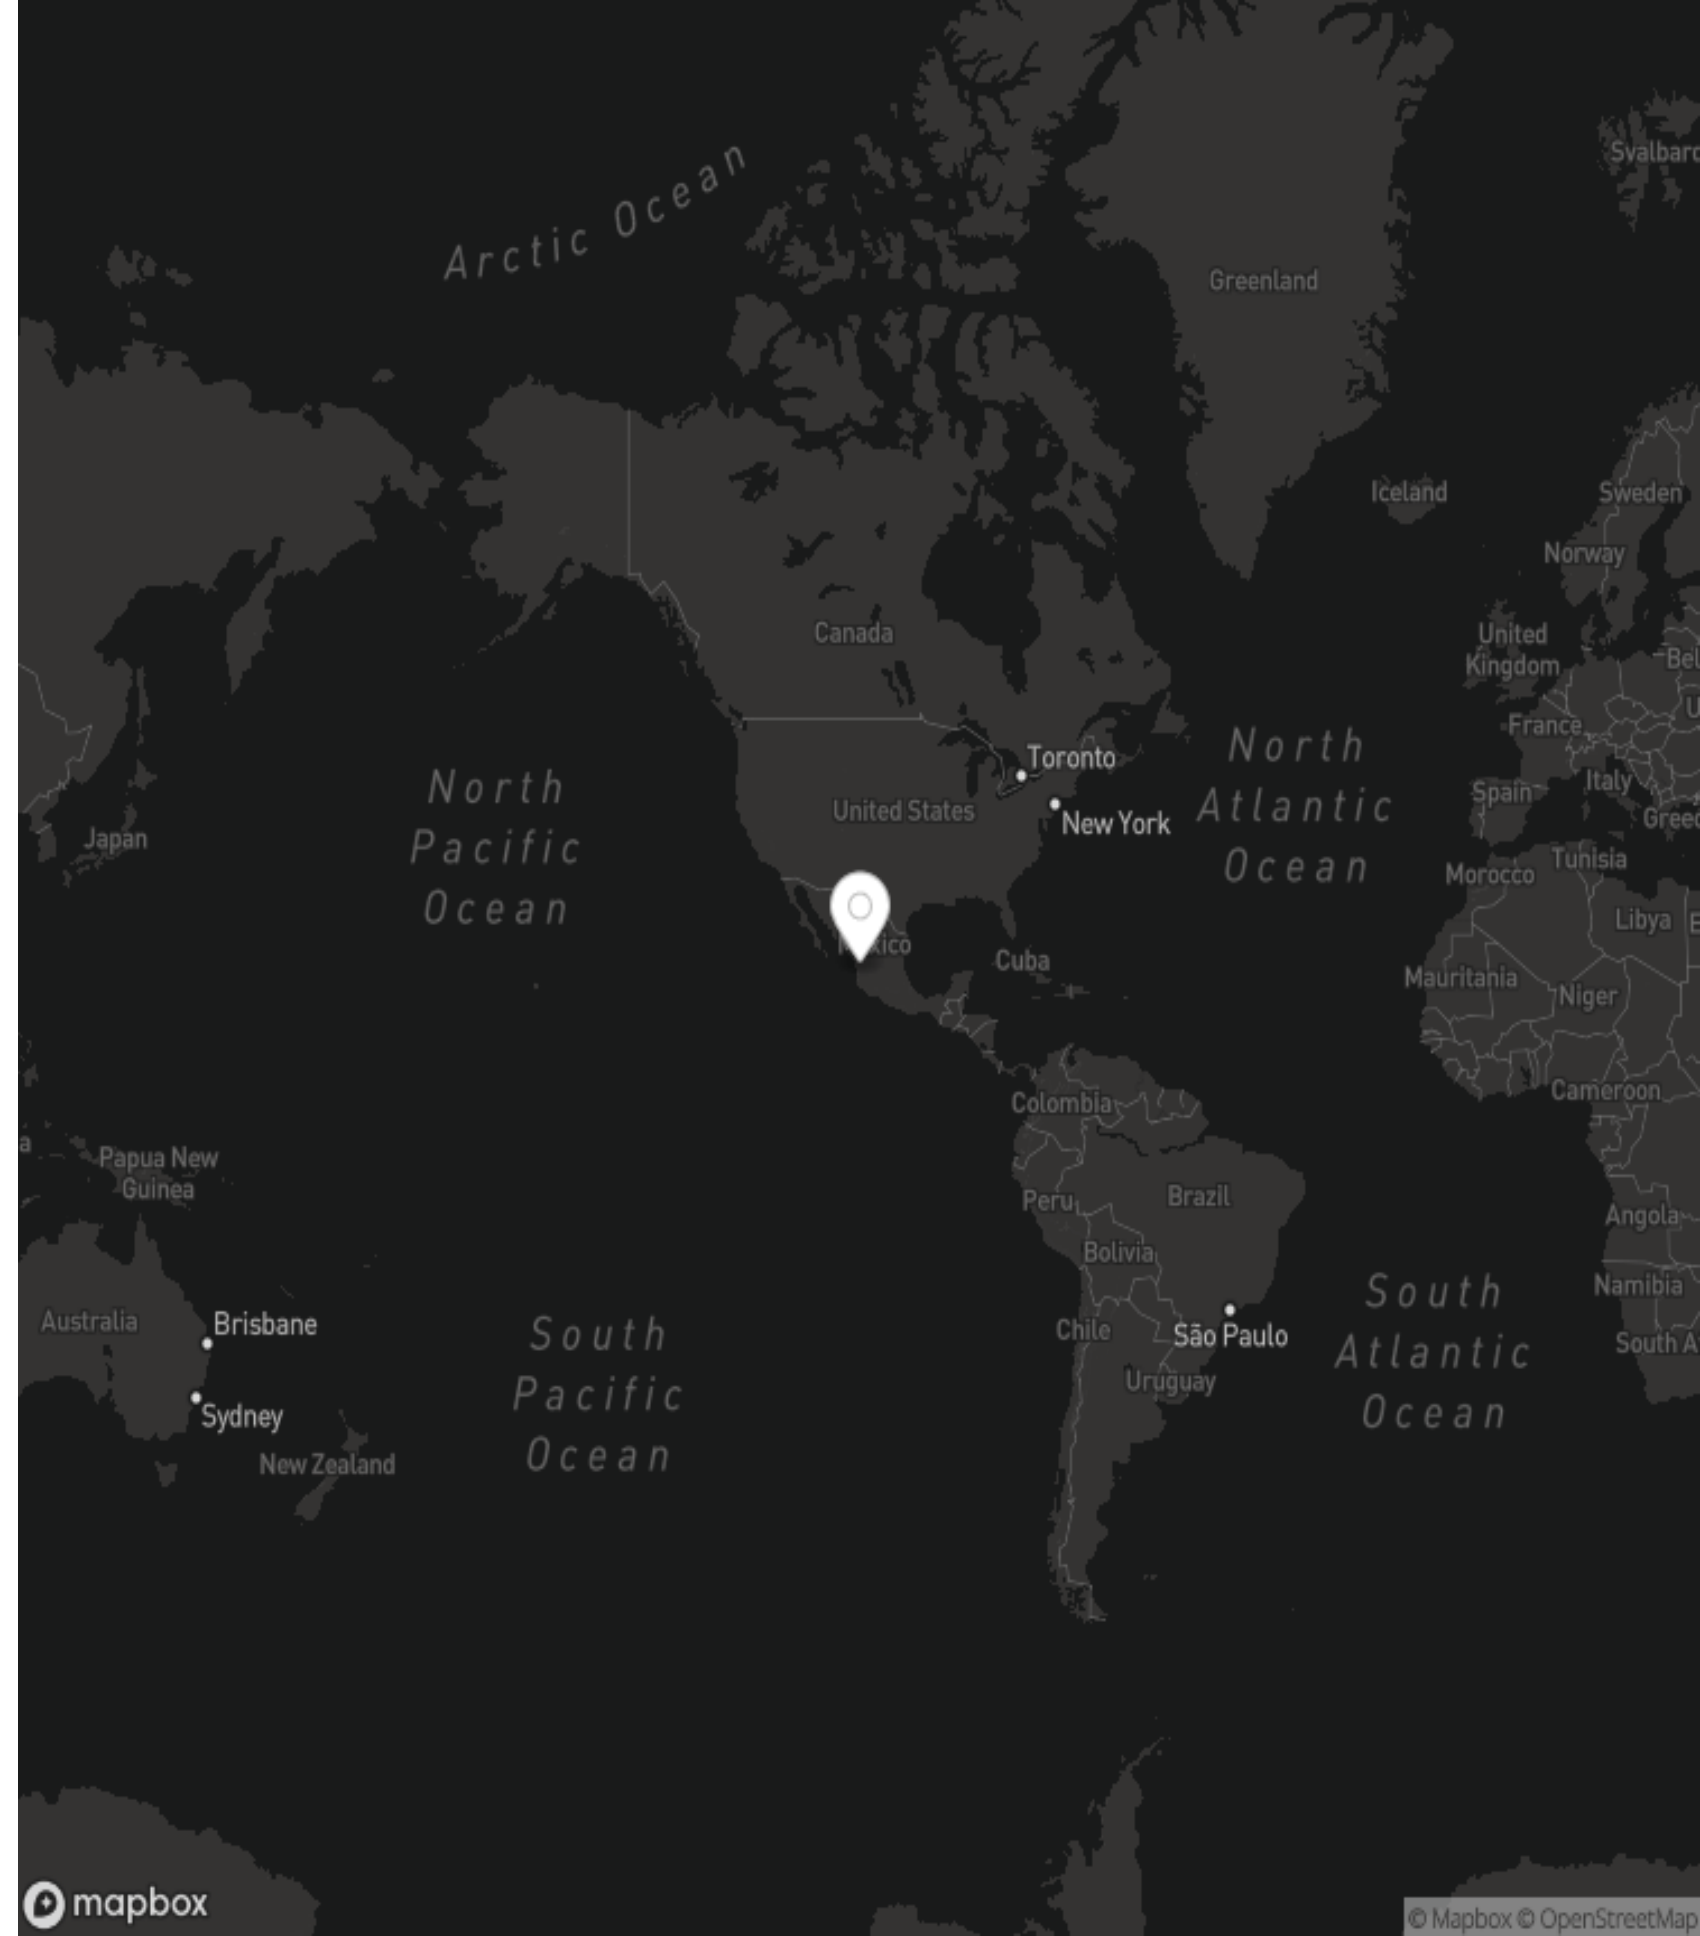 Arctic Ocean
Svalbard
Greenland
Iceland
Sweden
Norway
Canada
United
Kingdom
Bel
U
France
Toronto
North
Atlantic
Ocean
North
Pacific
Ocean
Italy
Spain
United States
New York
Greec
Japan
Tunisia
Morocco
Libya
E
Mexico
Cuba
Mauritania
Niger
Cameroon
Colombia
a
Papua New
Guinea
Peru
Brazil
Angola
Bolivia
Namibia
South
Atlantic
Ocean
Australia
Brisbane
South
Pacific
Ocean
Chile
São Paulo
South A
Uruguay
Sydney
New Zealand
mapbox
© Mapbox © OpenStreetMap